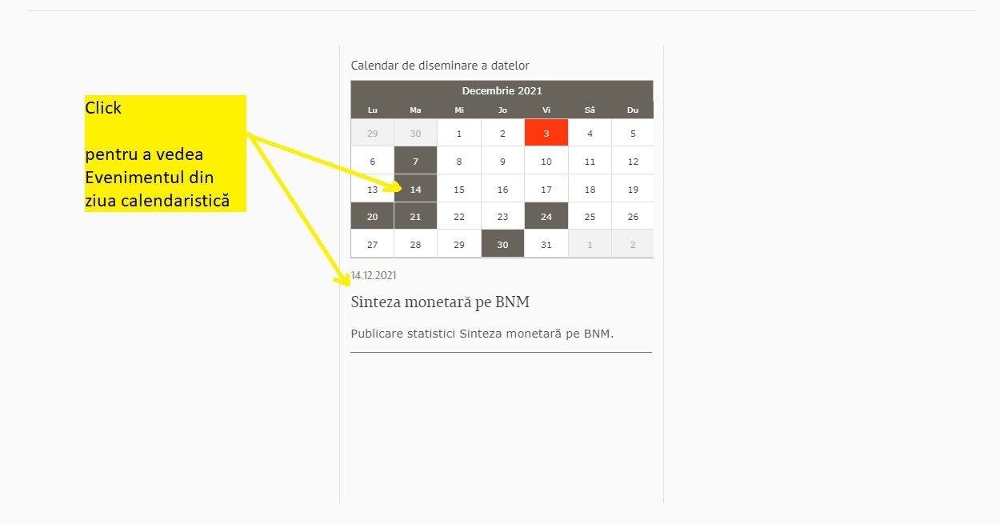 Calendar de diseminare a datelor
Decembrie 2021
Lu Ma Mi Jo Vi Sâ Du
29 30 1 2 3 4 5
6 7 8 9 10 11 12
13 14 15 16 17 18 19
20 21 22 23 24 25 26
27 28 29 30 31 1 2
14.12.2021
Sinteza monetară pe BNM
Publicare statistici Sinteza monetară pe BNM.
Click
pentru a vedea
Evenimentul din
ziua calendaristică